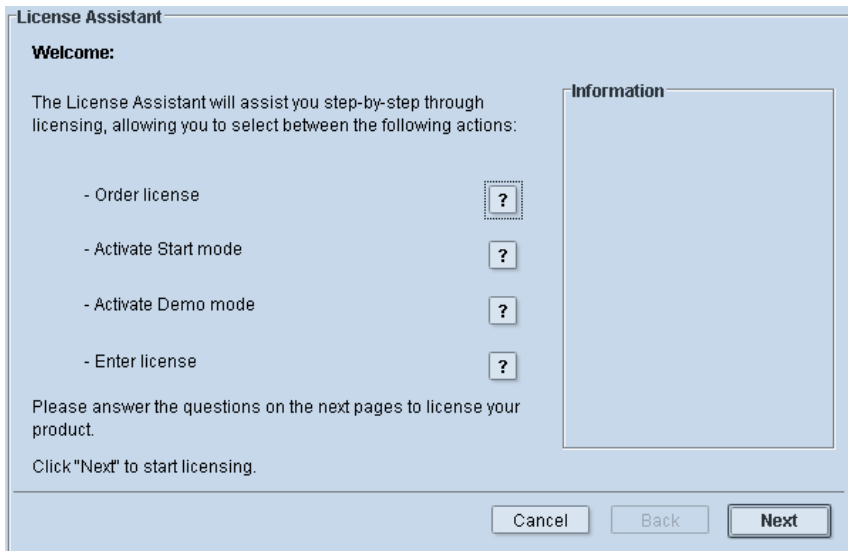 License Assistant
Welcome:
The License Assistant will assist you step-by-step through
licensing, allowing you to select between the following actions:
Information
- Order license ?
- Activate Start mode ?
- Activate Demo mode ?
- Enter license ?
Please answer the questions on the next pages to license your
product.
Click "Next" to start licensing.
Cancel Back Next